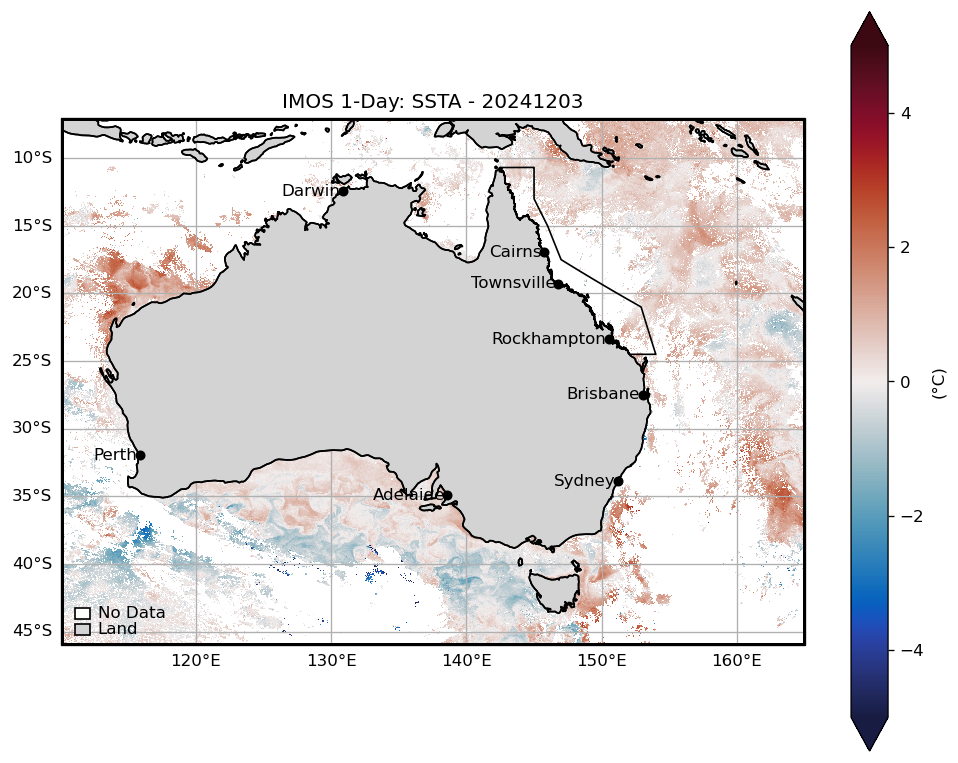 IMOS 1-Day: SSTA - 20241203
10°S
15°S
20°S
25°S
30°S
35°S
40°S
45°S
Darwin
Cairns
Townsville
Rockhampton
Brisbane
Perth
Sydney
Adelaide
No Data
Land
120°E 130°E 140°E 150°E 160°E
4
2
0
−2
−4
(°C)